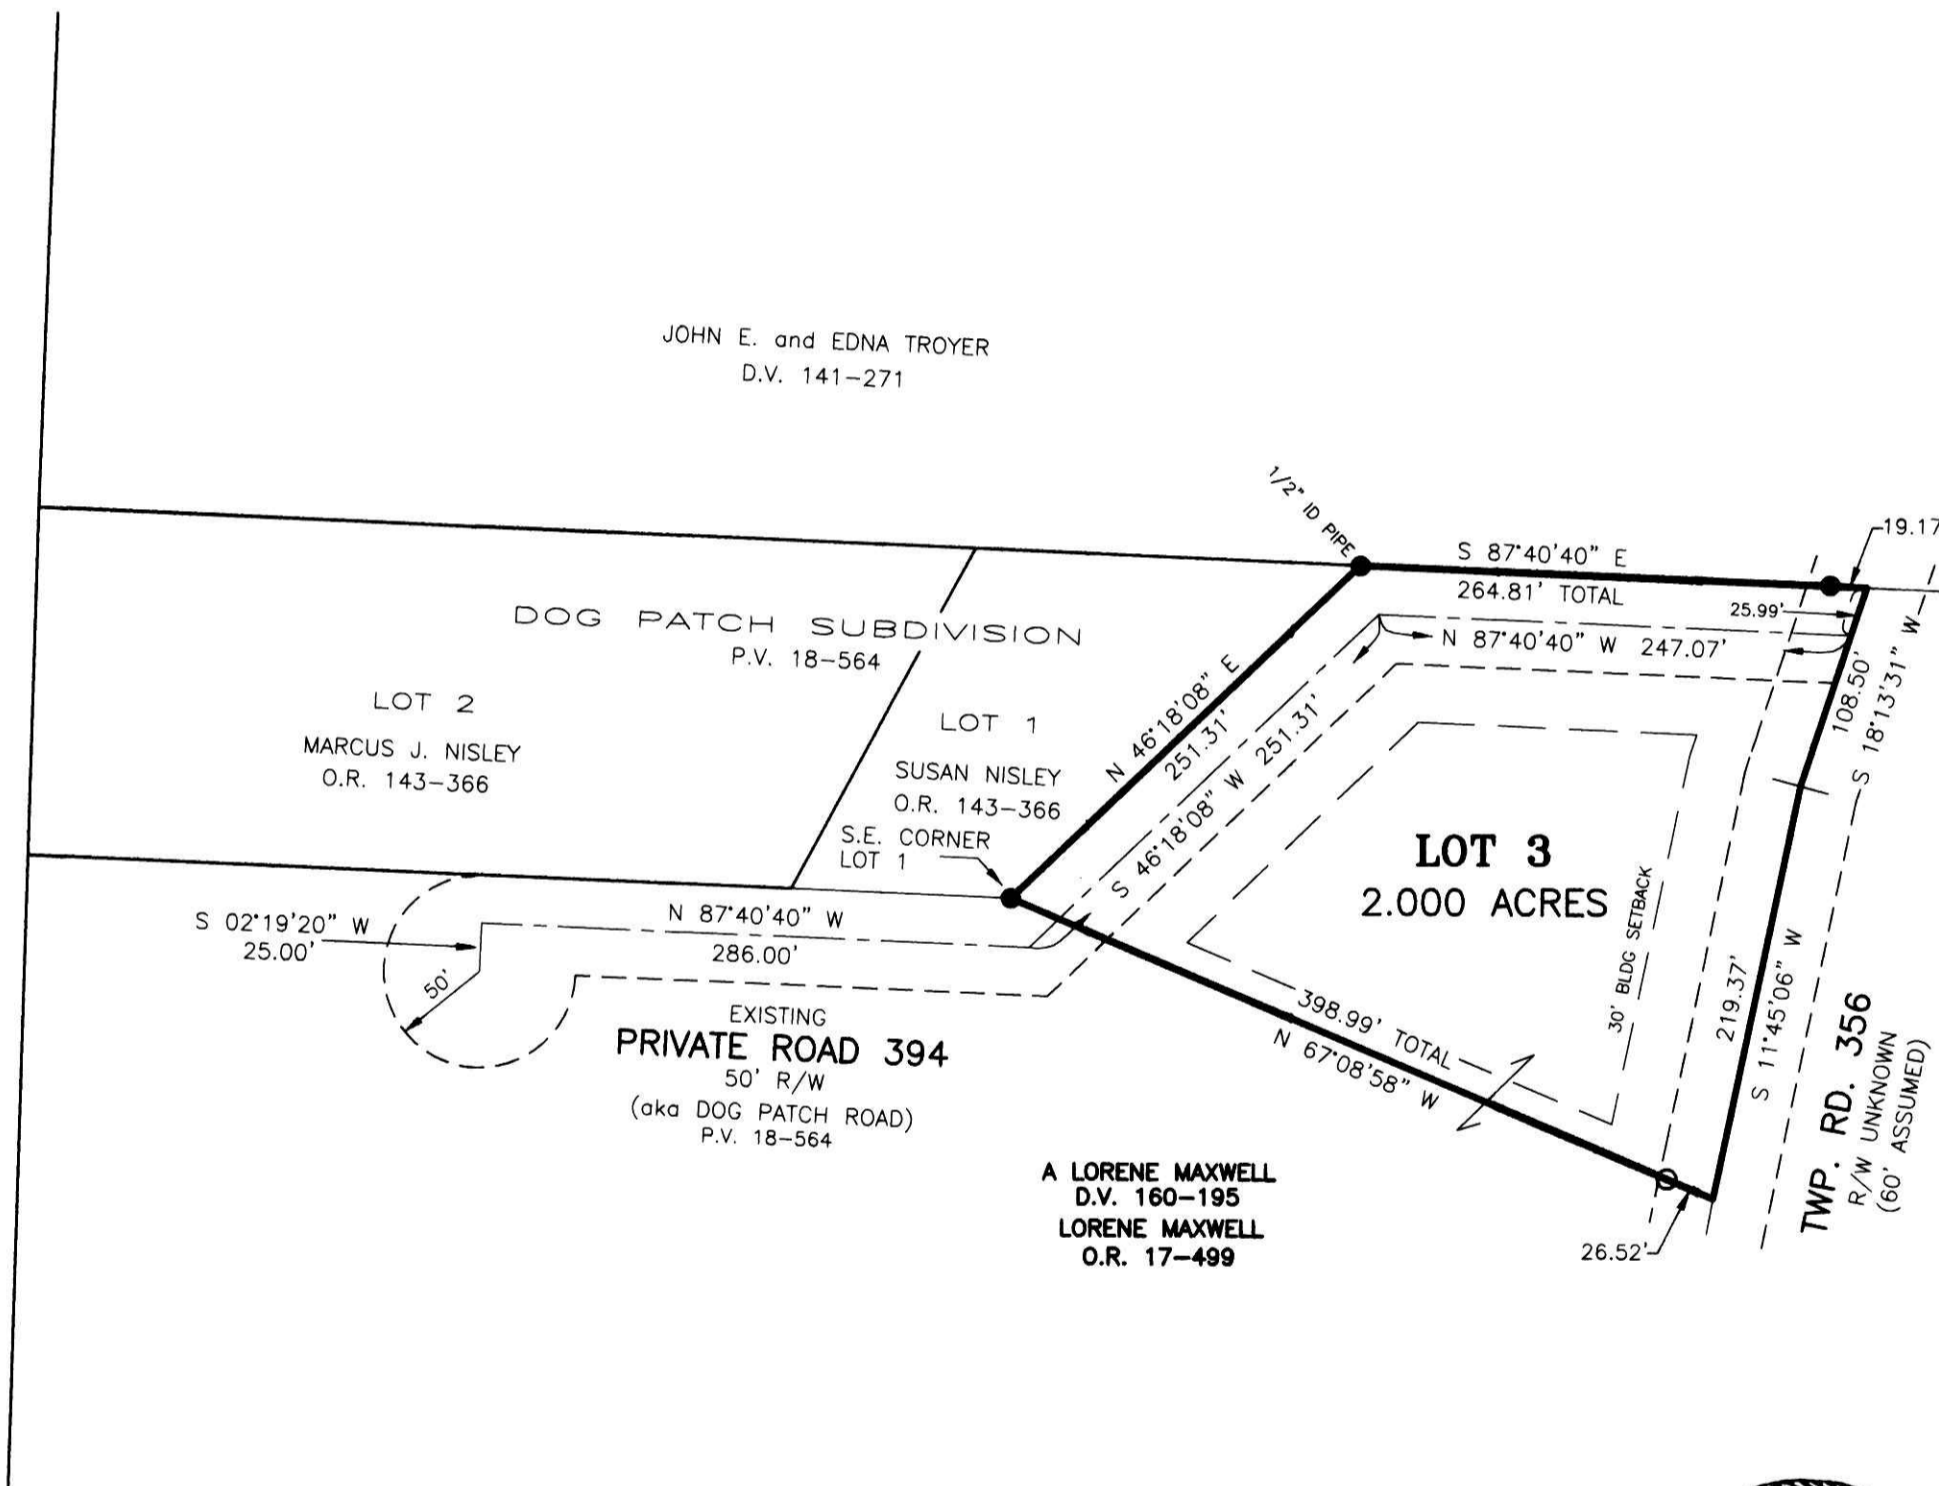 JOHN E. and EDNA TROYER
D.V. 141-271
1/2" ID PIPE
S 87°40'40" E
264.81' TOTAL
19.17
25.99'
N 87°40'40" W 247.07'
108.50'
S 18°13'31" W
DOG PATCH SUBDIVISION
P.V. 18-564
LOT 2
MARCUS J. NISLEY
O.R. 143-366
LOT 1
SUSAN NISLEY
O.R. 143-366
S.E. CORNER
LOT 1
N 46°18'08" E
251.31'
S 46°18'08" W 251.31'
LOT 3
2.000 ACRES
30' BLDG SETBACK
219.37'
S 11°45'06" W
TWP. RD. 356
R/W UNKNOWN
(60' ASSUMED)
S 02°19'20" W
25.00'
50'
N 87°40'40" W
286.00'
EXISTING
PRIVATE ROAD 394
50' R/W
(aka DOG PATCH ROAD)
P.V. 18-564
398.99' TOTAL
N 67°08'58" W
26.52'
A LORENE MAXWELL
D.V. 160-195
LORENE MAXWELL
O.R. 17-499